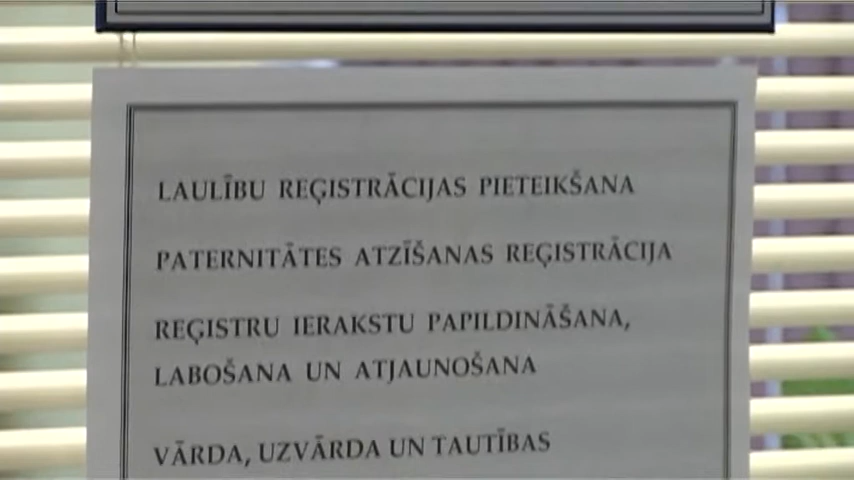 LAULĪBU REĢISTRĀCIJAS PIETEIKŠANA
PATERNITĀTES ATZĪŠANAS REĢISTRĀCIJA
REĢISTRU IERAKSTU PAPILDINĀŠANA,
LABOŠANA UN ATJAUNOŠANA
VĀRDA, UZVĀRDA UN TAUTĪBAS